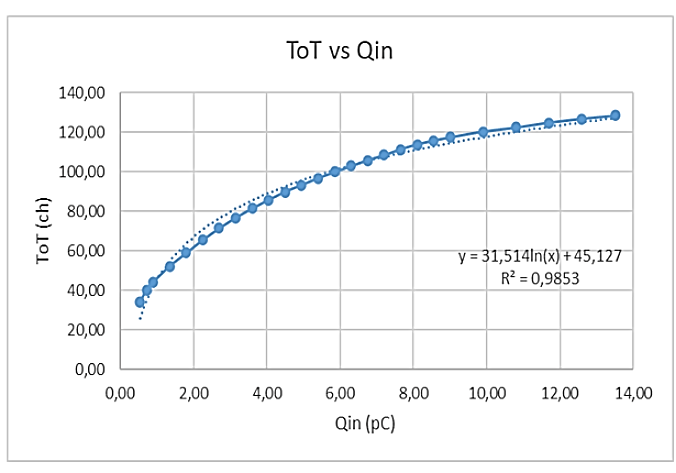 ToT vs Qin
140,00
120,00
100,00
80,00
60,00
40,00
20,00
0,00
ToT (ch)
y = 31,514ln(x) + 45,127
R² = 0,9853
0,00 2,00 4,00 6,00 8,00 10,00 12,00 14,00
Qin (pC)